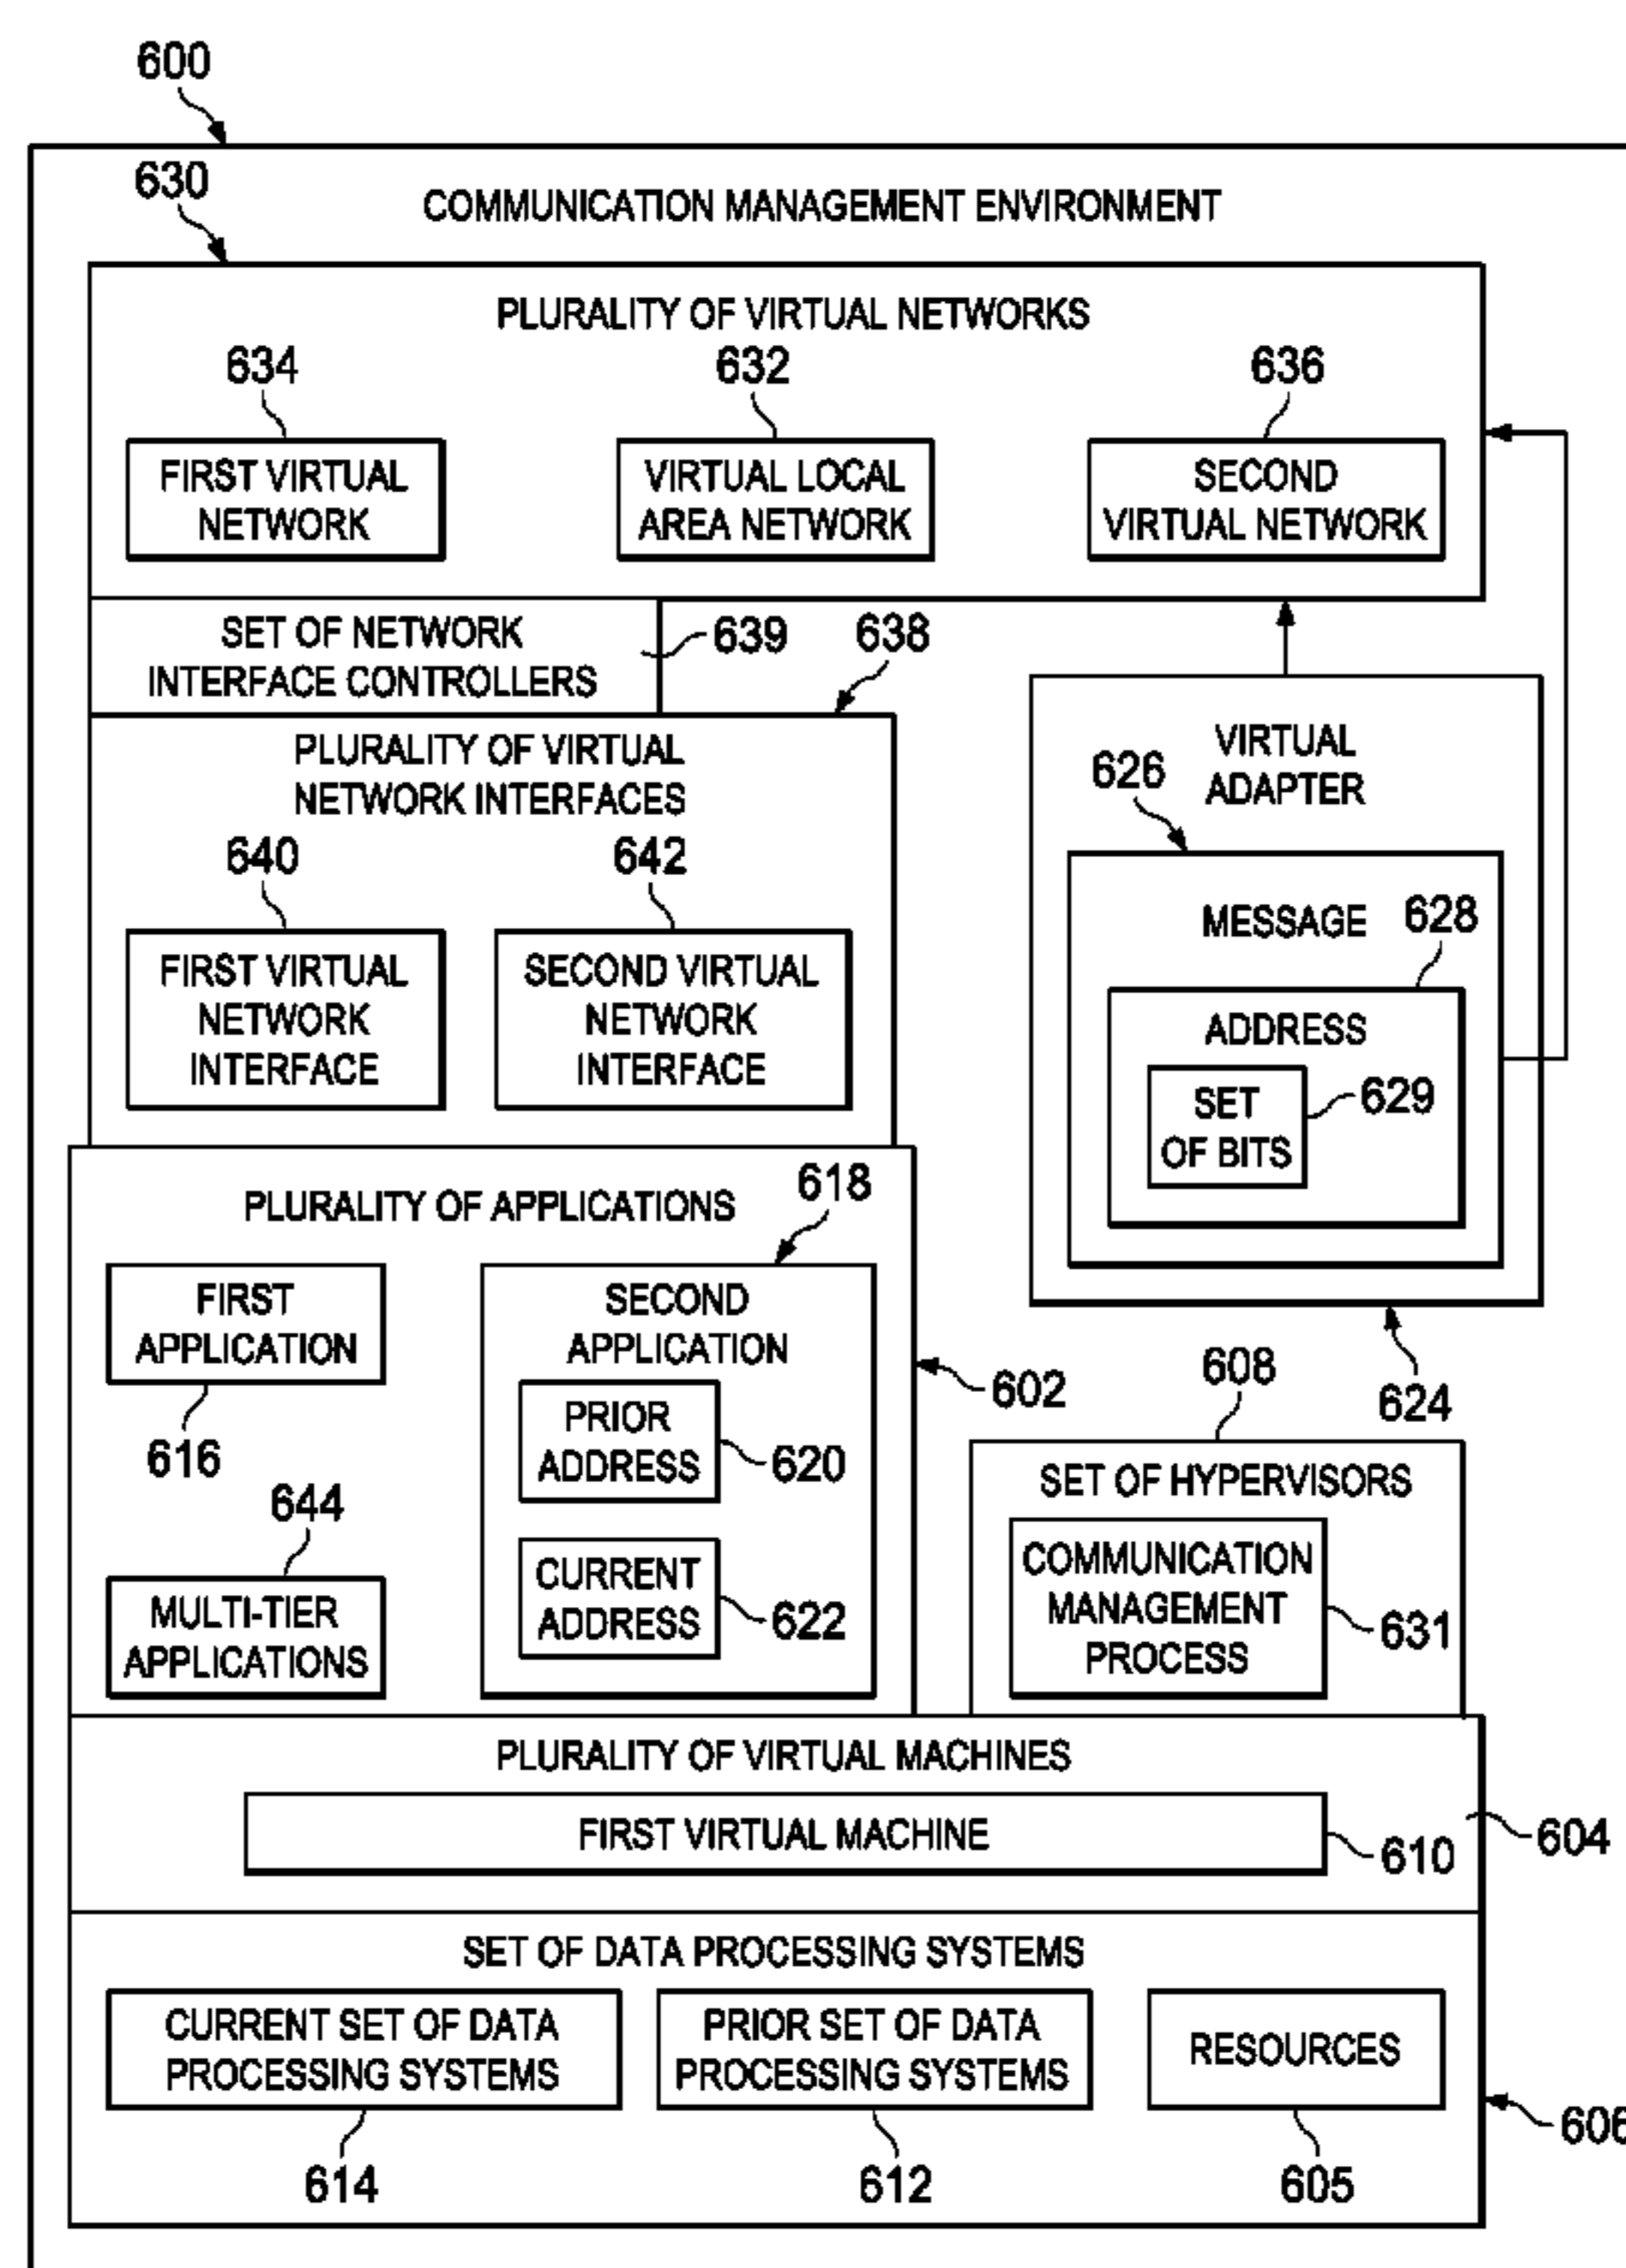 600
630
COMMUNICATION MANAGEMENT ENVIRONMENT
PLURALITY OF VIRTUAL NETWORKS
634
632
636
FIRST VIRTUAL
NETWORK
VIRTUAL LOCAL
AREA NETWORK
SECOND
VIRTUAL NETWORK
SET OF NETWORK
INTERFACE CONTROLLERS
639
638
PLURALITY OF VIRTUAL
NETWORK INTERFACES
640
642
FIRST VIRTUAL
NETWORK
INTERFACE
SECOND VIRTUAL
NETWORK
INTERFACE
VIRTUAL
ADAPTER
626
MESSAGE
628
ADDRESS
SET
OF BITS
629
624
PLURALITY OF APPLICATIONS
618
FIRST
APPLICATION
616
644
MULTI-TIER
APPLICATIONS
SECOND
APPLICATION
PRIOR
ADDRESS
620
CURRENT
ADDRESS
622
602
608
SET OF HYPERVISORS
COMMUNICATION
MANAGEMENT
PROCESS
631
PLURALITY OF VIRTUAL MACHINES
FIRST VIRTUAL MACHINE
610
604
SET OF DATA PROCESSING SYSTEMS
CURRENT SET OF DATA
PROCESSING SYSTEMS
PRIOR SET OF DATA
PROCESSING SYSTEMS
RESOURCES
614
612
605
606